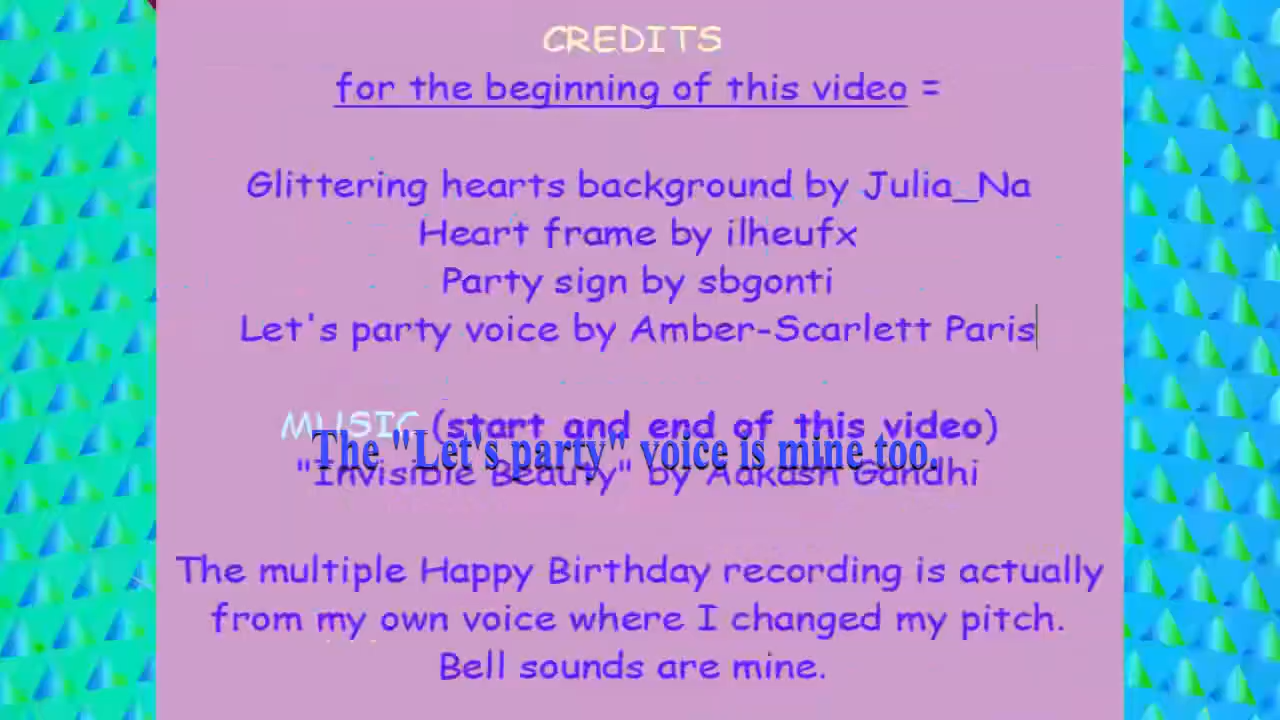 CREDITS
for the beginning of this video =
Glittering hearts background by Julia_Na
Heart frame by ilheufx
Party sign by sbgonti
Let's party voice by Amber-Scarlett Paris
MUSIC (start and end of this video)
The "Let's party" voice is mine too.
"Invisible Beauty" by Aakash Gandhi
The multiple Happy Birthday recording is actually
from my own voice where I changed my pitch.
Bell sounds are mine.